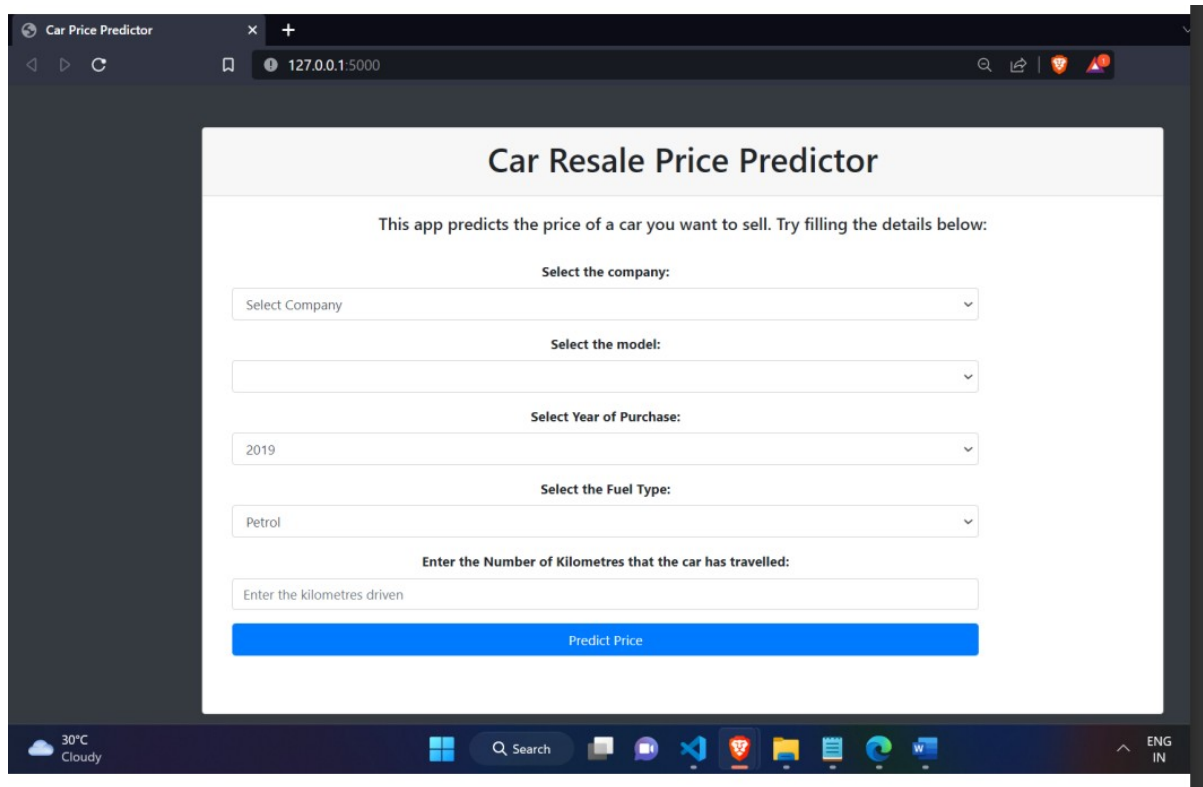 Car Price Predictor
127.0.0.1:5000
Car Resale Price Predictor
This app predicts the price of a car you want to sell. Try filling the details below:
Select the company:
Select Company
Select the model:
Select Year of Purchase:
2019
Select the Fuel Type:
Petrol
Enter the Number of Kilometres that the car has travelled:
Enter the kilometres driven
Predict Price
30°C
Cloudy
Search
ENG
IN